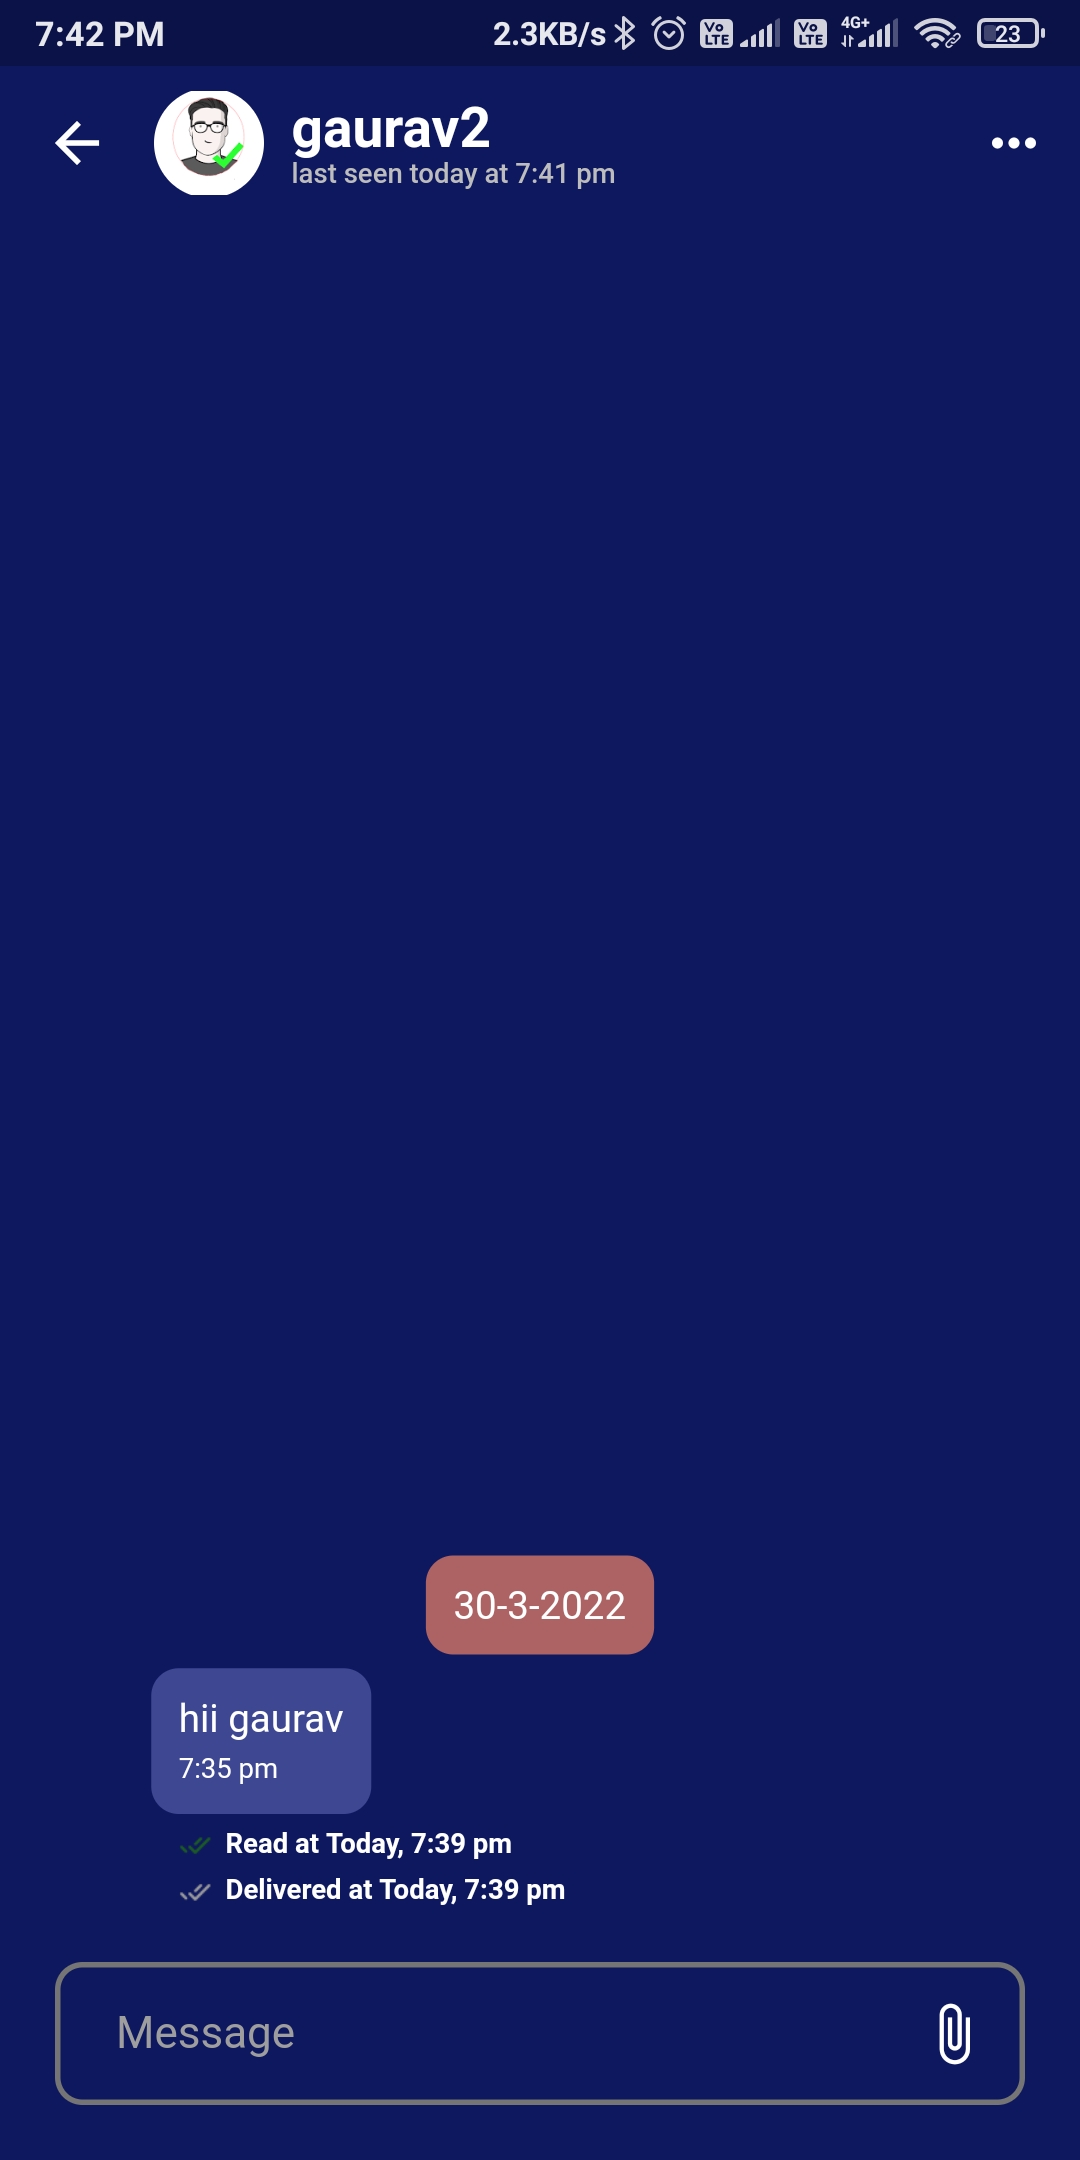 7:42 PM
2.3KB/s
Vo LTE
Vo LTE
4G+
23
gaurav2
last seen today at 7:41 pm
30-3-2022
hii gaurav
7:35 pm
Read at Today, 7:39 pm
Delivered at Today, 7:39 pm
Message